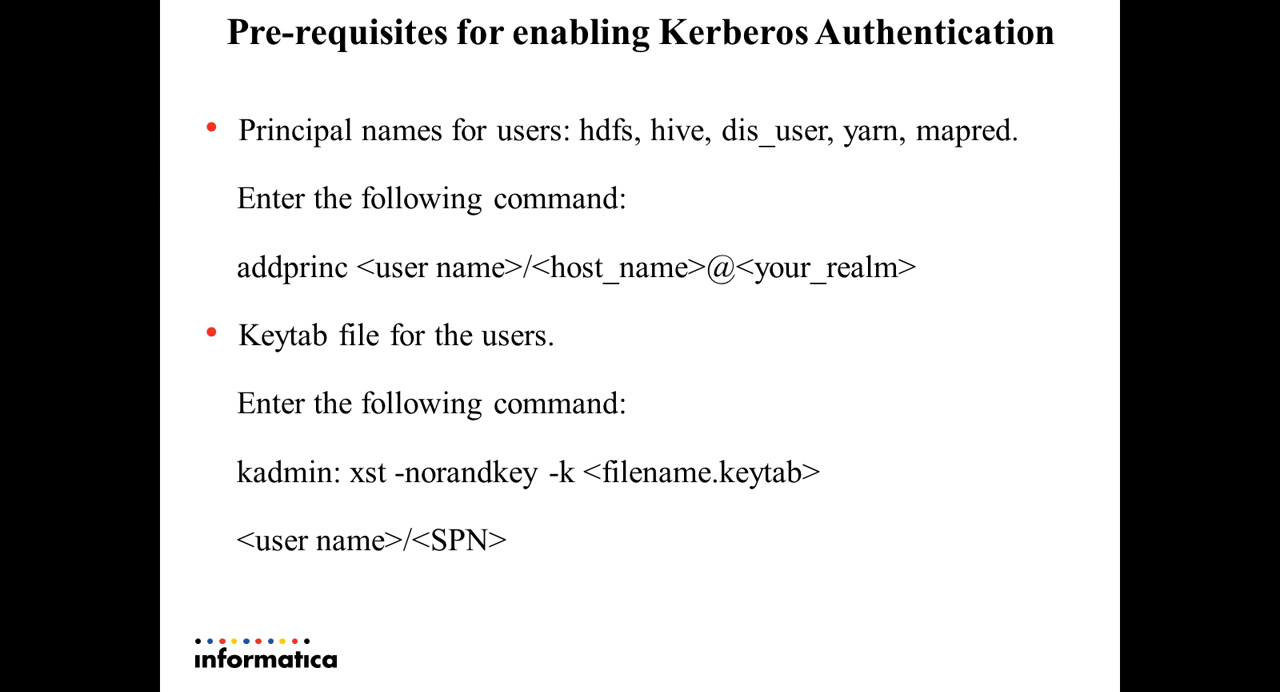 Pre-requisites for enabling Kerberos Authentication
• Principal names for users: hdfs, hive, dis_user, yarn, mapred.
Enter the following command:
addprinc <user name>/<host_name>@<your_realm>
• Keytab file for the users.
Enter the following command:
kadmin: xst -norandkey -k <filename.keytab>
<user name>/<SPN>
informatica